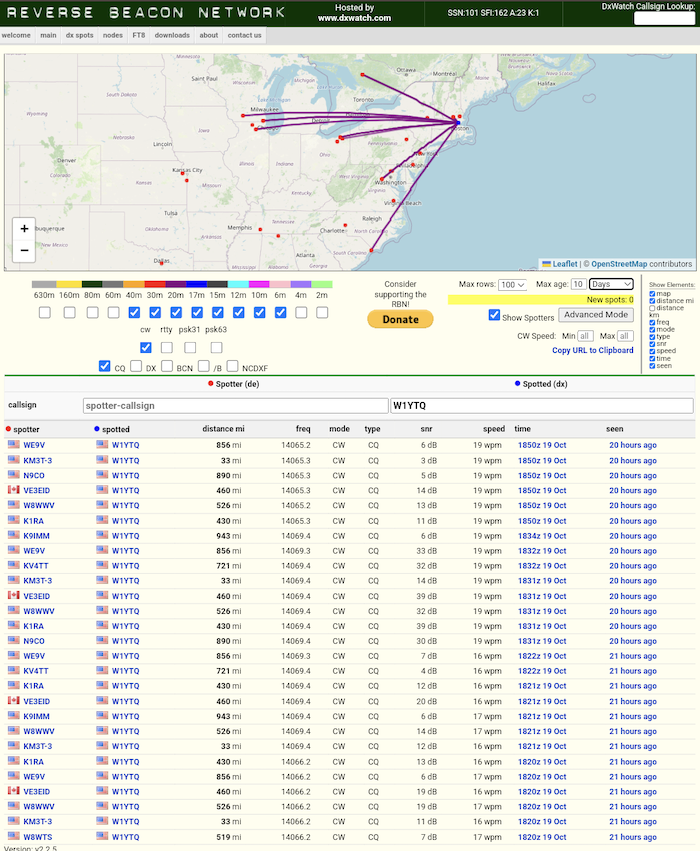 REVERSE BEACON NETWORK
Hosted by
www.dxwatch.com
SSN:101 SFI:162 A:23 K:1
DxWatch Callsign Lookup:
welcome main dx spots nodes FT8 downloads about contact us
Ottawa
Montréal
Saint Paul
Halifax
Toronto
South Dakota
Milwaukee
Wyoming
Iowa
Nebraska
Lincoln
Illinois
Indiana
Ohio
Denver
Kansas City
Washington
Kansas
Missouri
Kentucky
Virginia Beach
Tulsa
Raleigh
Memphis
Tennessee
Charlotte
buquerque
New Mexico
Atlanta
South Carolina
Dallas
+
−
Leaflet | © OpenStreetMap contributors
630m 160m 80m 60m 40m 30m 20m 17m 15m 12m 10m 6m 4m 2m
cw rtty psk31 psk63
CQ DX BCN /B NCDXF
Consider
supporting the
RBN!
Donate
Max rows: 100 Max age: 10 Days
New spots: 0
Show Spotters Advanced Mode
CW Speed: Min all Max all
Copy URL to Clipboard
Show Elements:
map
distance mi
distance
km
freq
mode
type
snr
speed
time
seen
Spotter (de) Spotted (dx)
callsign spotter-callsign W1YTQ
spotter spotted distance mi freq mode type snr speed time seen
WE9V W1YTQ 856 mi 14065.2 CW CQ 6 dB 19 wpm 1850z 19 Oct 20 hours ago
KM3T-3 W1YTQ 33 mi 14065.3 CW CQ 3 dB 19 wpm 1850z 19 Oct 20 hours ago
N9CO W1YTQ 890 mi 14065.3 CW CQ 5 dB 19 wpm 1850z 19 Oct 20 hours ago
VE3EID W1YTQ 460 mi 14065.3 CW CQ 14 dB 19 wpm 1850z 19 Oct 20 hours ago
W8WWV W1YTQ 526 mi 14065.2 CW CQ 13 dB 19 wpm 1850z 19 Oct 20 hours ago
K1RA W1YTQ 430 mi 14065.3 CW CQ 11 dB 19 wpm 1850z 19 Oct 20 hours ago
K9IMM W1YTQ 943 mi 14069.4 CW CQ 6 dB 19 wpm 1834z 19 Oct 20 hours ago
WE9V W1YTQ 856 mi 14069.3 CW CQ 33 dB 19 wpm 1832z 19 Oct 20 hours ago
KV4TT W1YTQ 721 mi 14069.4 CW CQ 32 dB 19 wpm 1832z 19 Oct 20 hours ago
KM3T-3 W1YTQ 33 mi 14069.4 CW CQ 14 dB 19 wpm 1831z 19 Oct 20 hours ago
VE3EID W1YTQ 460 mi 14069.4 CW CQ 39 dB 19 wpm 1831z 19 Oct 20 hours ago
W8WWV W1YTQ 526 mi 14069.4 CW CQ 32 dB 19 wpm 1831z 19 Oct 20 hours ago
K1RA W1YTQ 430 mi 14069.4 CW CQ 39 dB 19 wpm 1831z 19 Oct 20 hours ago
N9CO W1YTQ 890 mi 14069.4 CW CQ 30 dB 19 wpm 1831z 19 Oct 20 hours ago
WE9V W1YTQ 856 mi 14069.3 CW CQ 7 dB 16 wpm 1822z 19 Oct 21 hours ago
KV4TT W1YTQ 721 mi 14069.4 CW CQ 4 dB 16 wpm 1822z 19 Oct 21 hours ago
K1RA W1YTQ 430 mi 14069.4 CW CQ 12 dB 16 wpm 1821z 19 Oct 21 hours ago
VE3EID W1YTQ 460 mi 14069.4 CW CQ 20 dB 16 wpm 1821z 19 Oct 21 hours ago
K9IMM W1YTQ 943 mi 14069.4 CW CQ 6 dB 17 wpm 1821z 19 Oct 21 hours ago
W8WWV W1YTQ 526 mi 14069.4 CW CQ 14 dB 17 wpm 1821z 19 Oct 21 hours ago
KM3T-3 W1YTQ 33 mi 14069.4 CW CQ 12 dB 16 wpm 1821z 19 Oct 21 hours ago
K1RA W1YTQ 430 mi 14066.2 CW CQ 13 dB 16 wpm 1820z 19 Oct 21 hours ago
WE9V W1YTQ 856 mi 14066.2 CW CQ 6 dB 17 wpm 1820z 19 Oct 21 hours ago
VE3EID W1YTQ 460 mi 14066.2 CW CQ 19 dB 16 wpm 1820z 19 Oct 21 hours ago
W8WWV W1YTQ 526 mi 14066.2 CW CQ 19 dB 17 wpm 1820z 19 Oct 21 hours ago
KM3T-3 W1YTQ 33 mi 14066.2 CW CQ 11 dB 16 wpm 1820z 19 Oct 21 hours ago
W8WTS W1YTQ 519 mi 14066.2 CW CQ 7 dB 17 wpm 1820z 19 Oct 21 hours ago
Version: v2.2.5